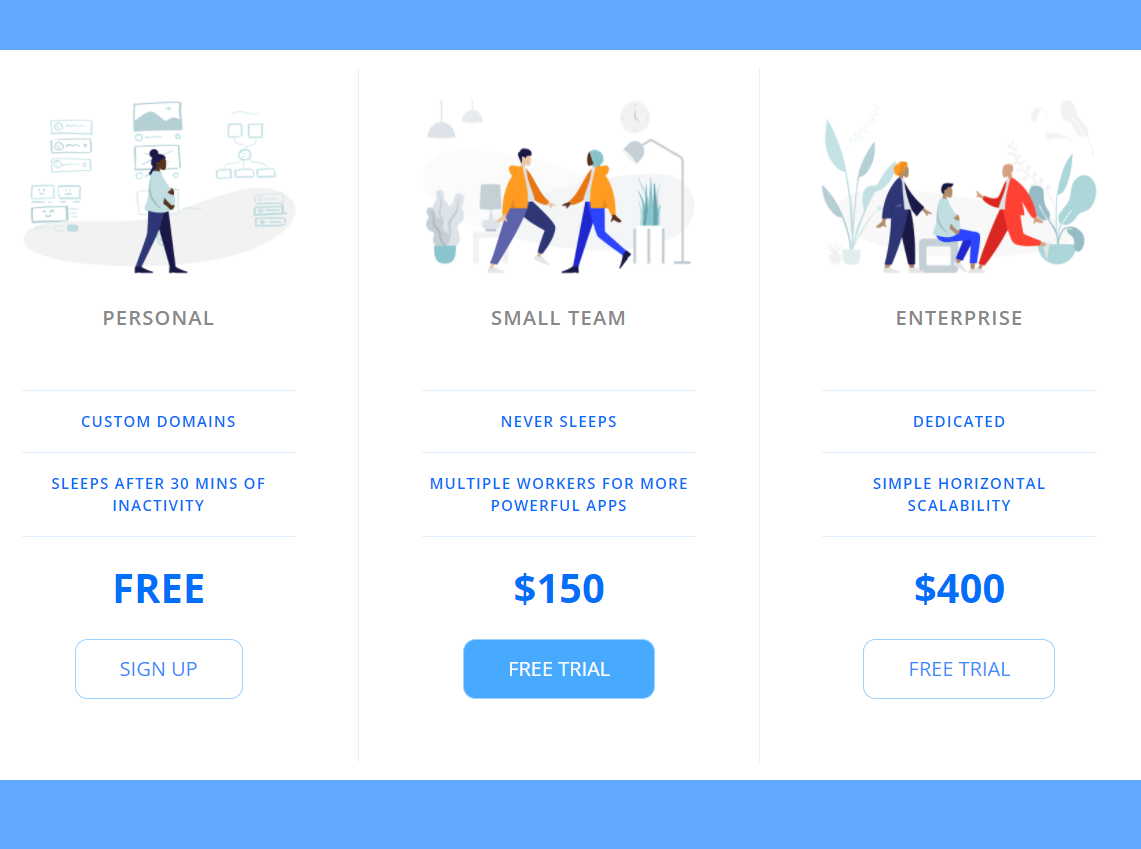 PERSONAL
CUSTOM DOMAINS
SLEEPS AFTER 30 MINS OF
INACTIVITY
FREE
SIGN UP
SMALL TEAM
NEVER SLEEPS
MULTIPLE WORKERS FOR MORE
POWERFUL APPS
$150
FREE TRIAL
ENTERPRISE
DEDICATED
SIMPLE HORIZONTAL
SCALABILITY
$400
FREE TRIAL